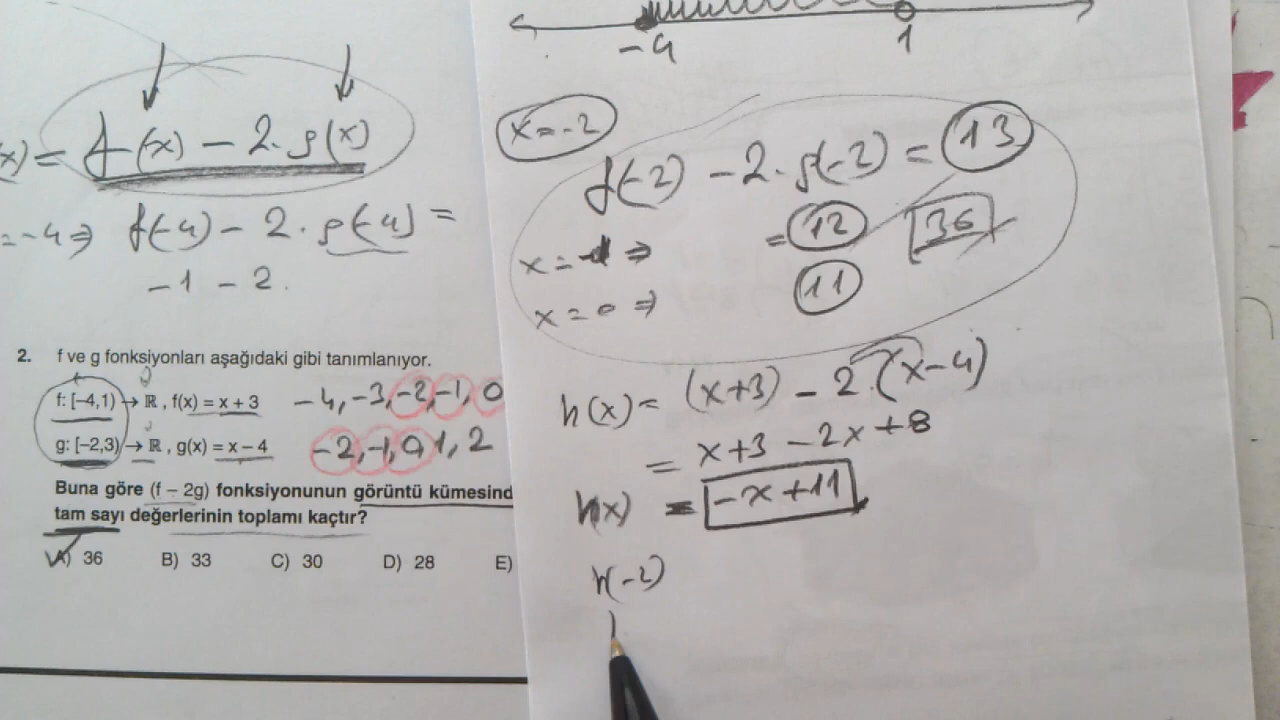 (x) = f(x) - 2.g(x)
= -4 ⇒ f(-4) - 2.g(-4) =
-1 - 2.
2. f ve g fonksiyonları aşağıdaki gibi tanımlanıyor.
f: [-4,1) → ℝ , f(x) = x + 3 -4, -3, -2, -1, 0
g: [-2,3) → ℝ , g(x) = x - 4 -2, -1, 0, 1, 2
Buna göre (f - 2g) fonksiyonunun görüntü kümesind
tam sayı değerlerinin toplamı kaçtır?
A) 36 B) 33 C) 30 D) 28 E)
-4 1
x = -2
f(-2) - 2.g(-2) = 13
x = -1 ⇒ = 12 36
x = 0 ⇒ 11
h(x) = (x+3) - 2.(x-4)
= x+3 - 2x+8
h(x) = -x+11
h(-2)